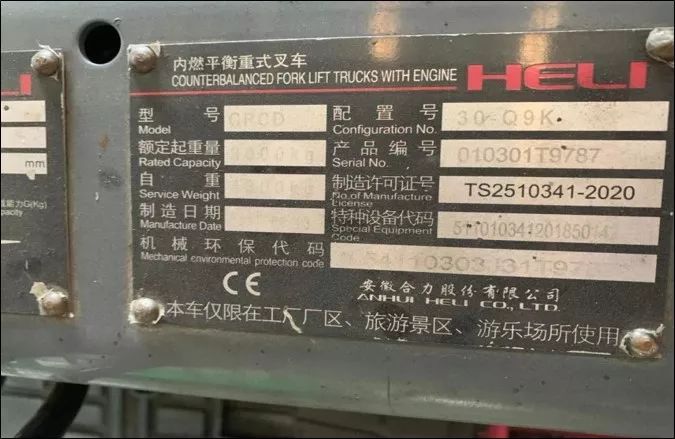 mm
内燃平衡重式叉车
COUNTERBALANCED FORK LIFT TRUCKS WITH ENGINE HELI
型号 Model CPCD 配置号 Configuration No. 30-Q9K
额定起重量 Rated Capacity 产品编号 Serial No. 010301T9787
自重 Service Weight 制造许可证号 No.of Manufacture License TS2510341-2020
制造日期 Manufacture Date 特种设备代码 Special Equipment Code
机械环保代码 Mechanical environmental protection code
CE 安徽合力股份有限公司
ANHUI HELI CO., LTD.
本车仅限在工厂厂区、旅游景区、游乐场所使用